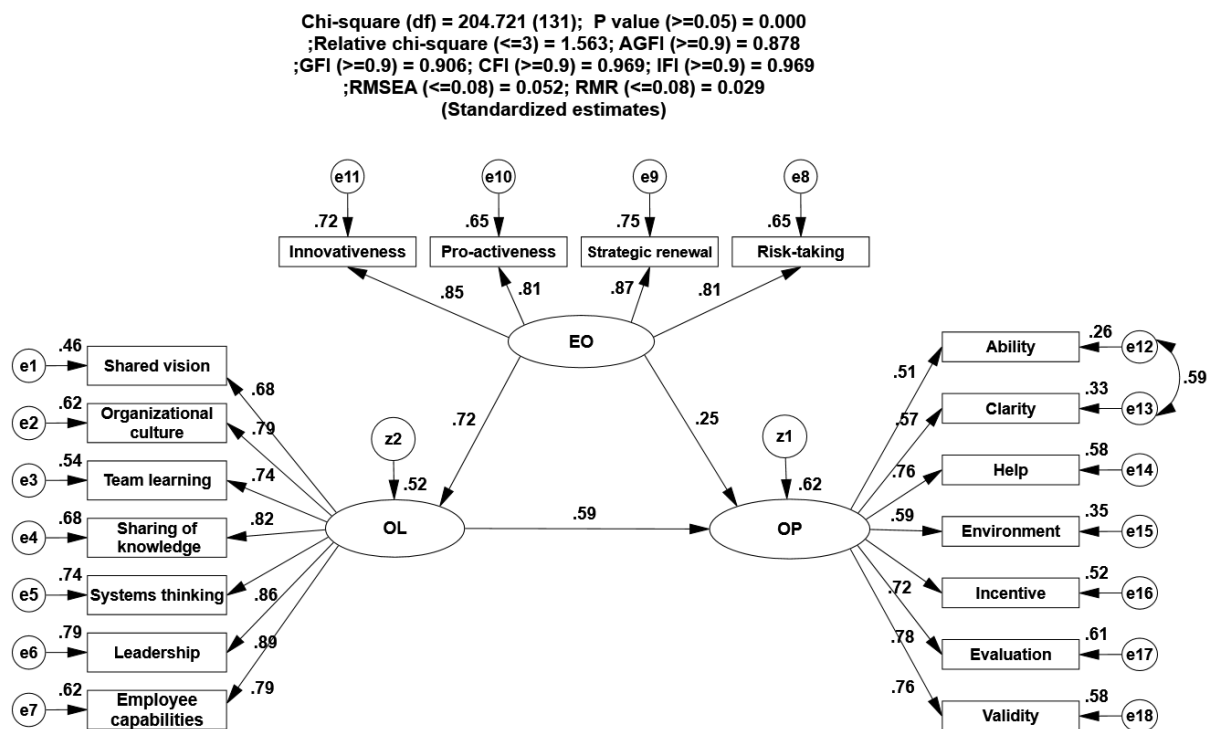 Chi-square (df) = 204.721 (131); P value (>=0.05) = 0.000
;Relative chi-square (<=3) = 1.563; AGFI (>=0.9) = 0.878
;GFI (>=0.9) = 0.906; CFI (>=0.9) = 0.969; IFI (>=0.9) = 0.969
;RMSEA (<=0.08) = 0.052; RMR (<=0.08) = 0.029
(Standardized estimates)
e11 e10 e9 e8
.72 .65 .75 .65
Innovativeness Pro-activeness Strategic renewal Risk-taking
.85 .81 .87 .81
EO
.72 .25
e1 .46 Shared vision .68
e2 .62 Organizational
culture .79
e3 .54 Team learning .74
e4 .68 Sharing of
knowledge .82
e5 .74 Systems thinking .86
e6 .79 Leadership .89
e7 .62 Employee
capabilities .79
z2 .52
OL
.59
z1 .62
OP
.51 Ability .26 e12
.59
.57 Clarity .33 e13
.76 Help .58 e14
.59 Environment .35 e15
.72 Incentive .52 e16
.78 Evaluation .61 e17
.76 Validity .58 e18